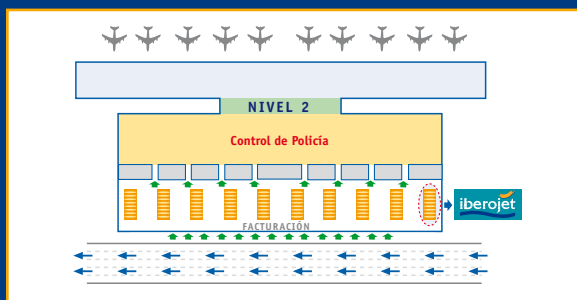 NIVEL 2
Control de Policía
iberojet
FACTURACIÓN